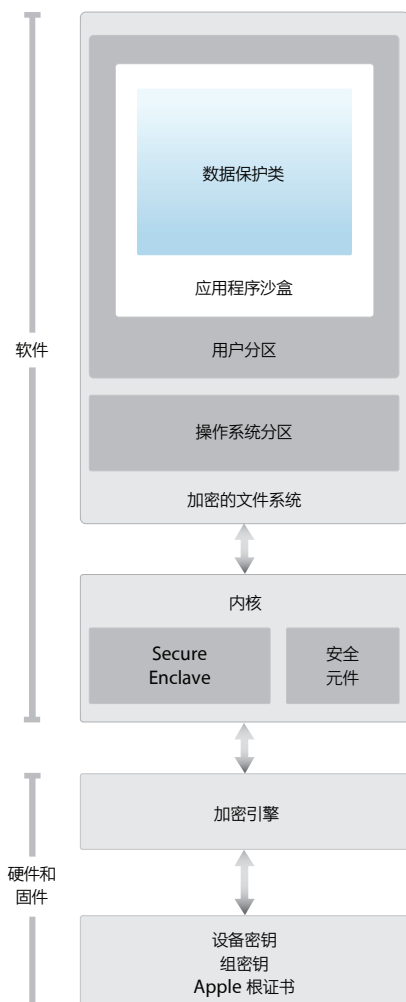 数据保护类
应用程序沙盒
用户分区
操作系统分区
加密的文件系统
软件
内核
Secure
Enclave
安全
元件
加密引擎
硬件和
固件
设备密钥
组密钥
Apple 根证书